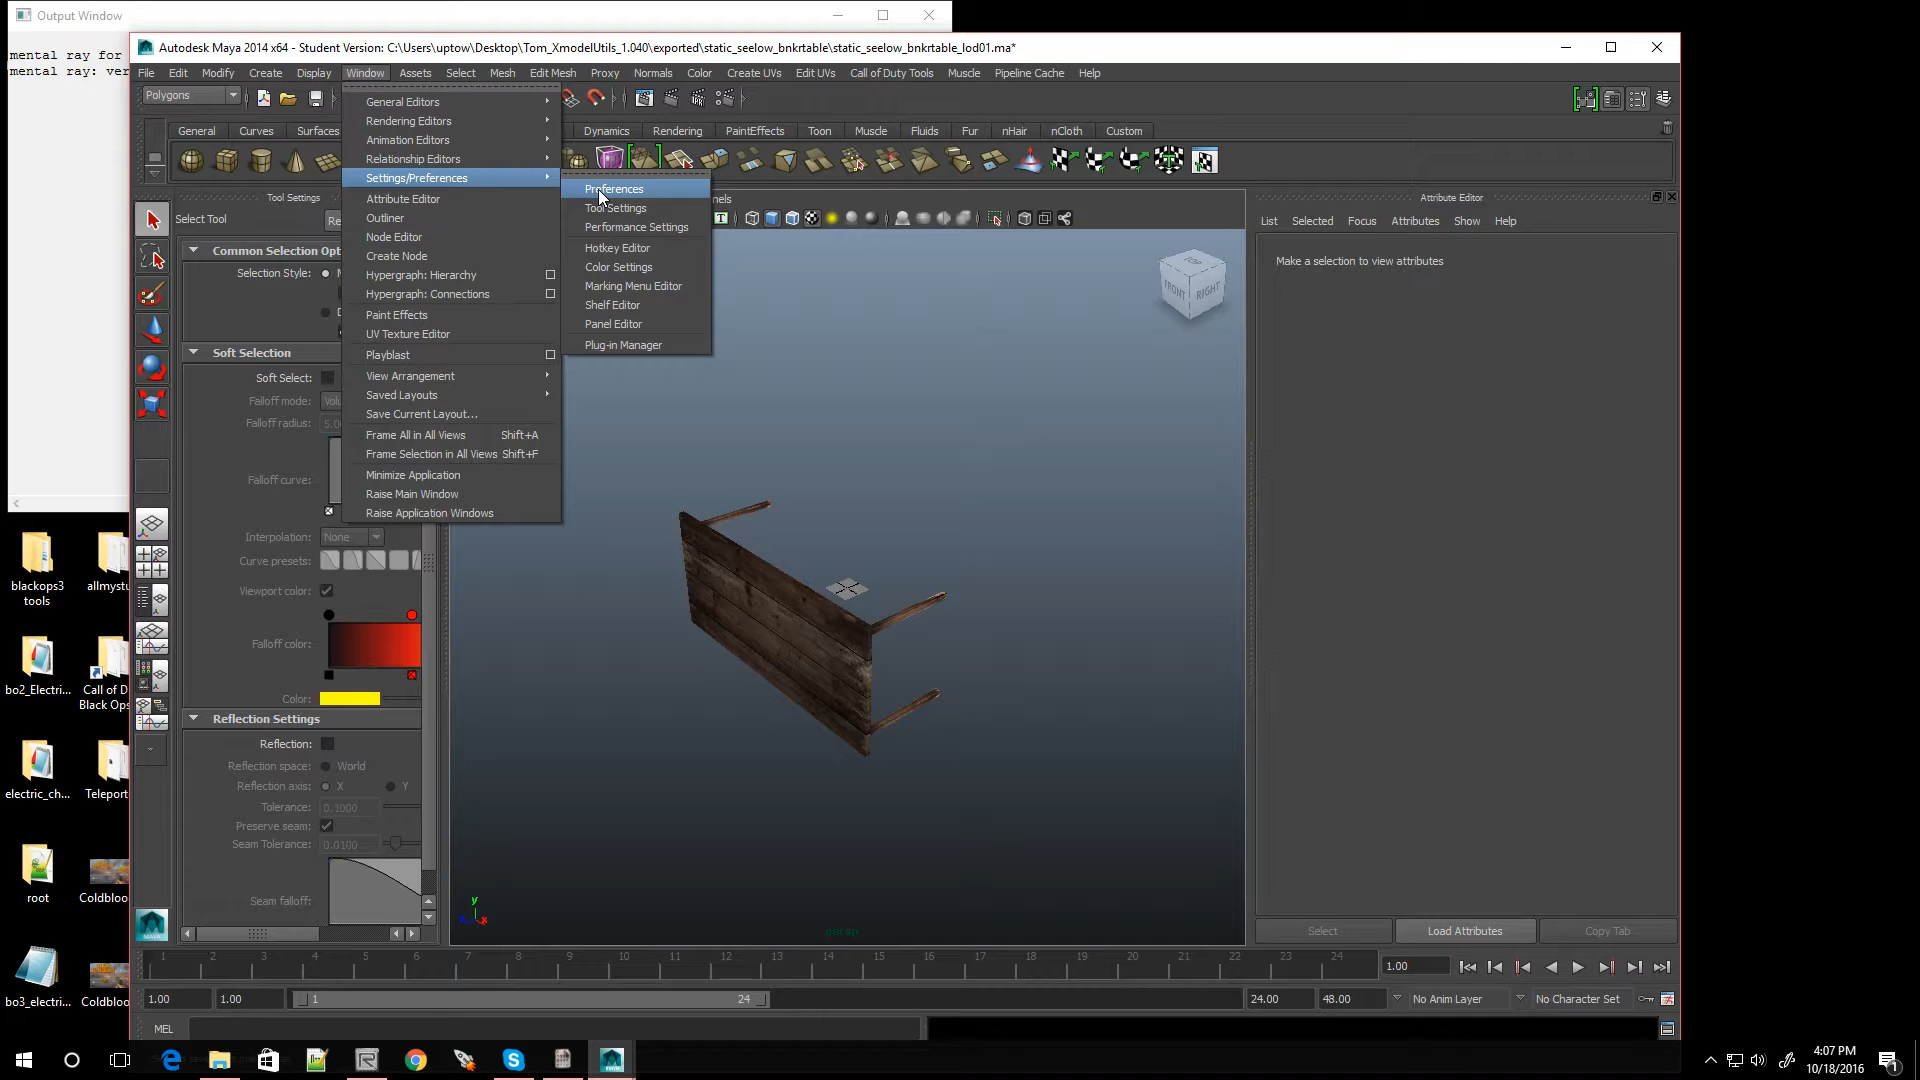 Output Window
mental ray for
mental ray: ver
Autodesk Maya 2014 x64 - Student Version: C:\Users\uptow\Desktop\Tom_XmodelUtils_1.040\exported\static_seelow_bnkrtable\static_seelow_bnkrtable_lod01.ma*
File Edit Modify Create Display Window Assets Select Mesh Edit Mesh Proxy Normals Color Create UVs Edit UVs Call of Duty Tools Muscle Pipeline Cache Help
Polygons
General Curves Surfaces Dynamics Rendering PaintEffects Toon Muscle Fluids Fur nHair nCloth Custom
General Editors
Rendering Editors
Animation Editors
Relationship Editors
Settings/Preferences
Attribute Editor
Outliner
Node Editor
Create Node
Hypergraph: Hierarchy
Hypergraph: Connections
Paint Effects
UV Texture Editor
Playblast
View Arrangement
Saved Layouts
Save Current Layout...
Frame All in All Views Shift+A
Frame Selection in All Views Shift+F
Minimize Application
Raise Main Window
Raise Application Windows
Preferences
Tool Settings
Performance Settings
Hotkey Editor
Color Settings
Marking Menu Editor
Shelf Editor
Panel Editor
Plug-in Manager
Tool Settings
Select Tool Re
Common Selection Opt
Selection Style:
Soft Selection
Soft Select:
Falloff mode: Volu
Falloff radius: 5.0
Falloff curve:
Interpolation: None
Curve presets:
Viewport color:
Falloff color:
Color:
Reflection Settings
Reflection:
Reflection space: World
Reflection axis: X Y
Tolerance: 0.1000
Preserve seam:
Seam Tolerance: 0.0100
Seam falloff:
nels
TOP
FRONT RIGHT
y
x
persp
Attribute Editor
List Selected Focus Attributes Show Help
Make a selection to view attributes
Select Load Attributes Copy Tab
1 2 3 4 5 6 7 8 9 10 11 12 13 14 15 16 17 18 19 20 21 22 23 24
1.00
1.00 1.00 1 24 24.00 48.00 No Anim Layer No Character Set
MEL
blackops3 tools
allmystu
bo2_Electri...
Call of D
Black Ops
electric_ch...
Teleport
root
Coldbloo
bo3_electri...
Coldbloo
MAYA
4:07 PM
10/18/2016
1